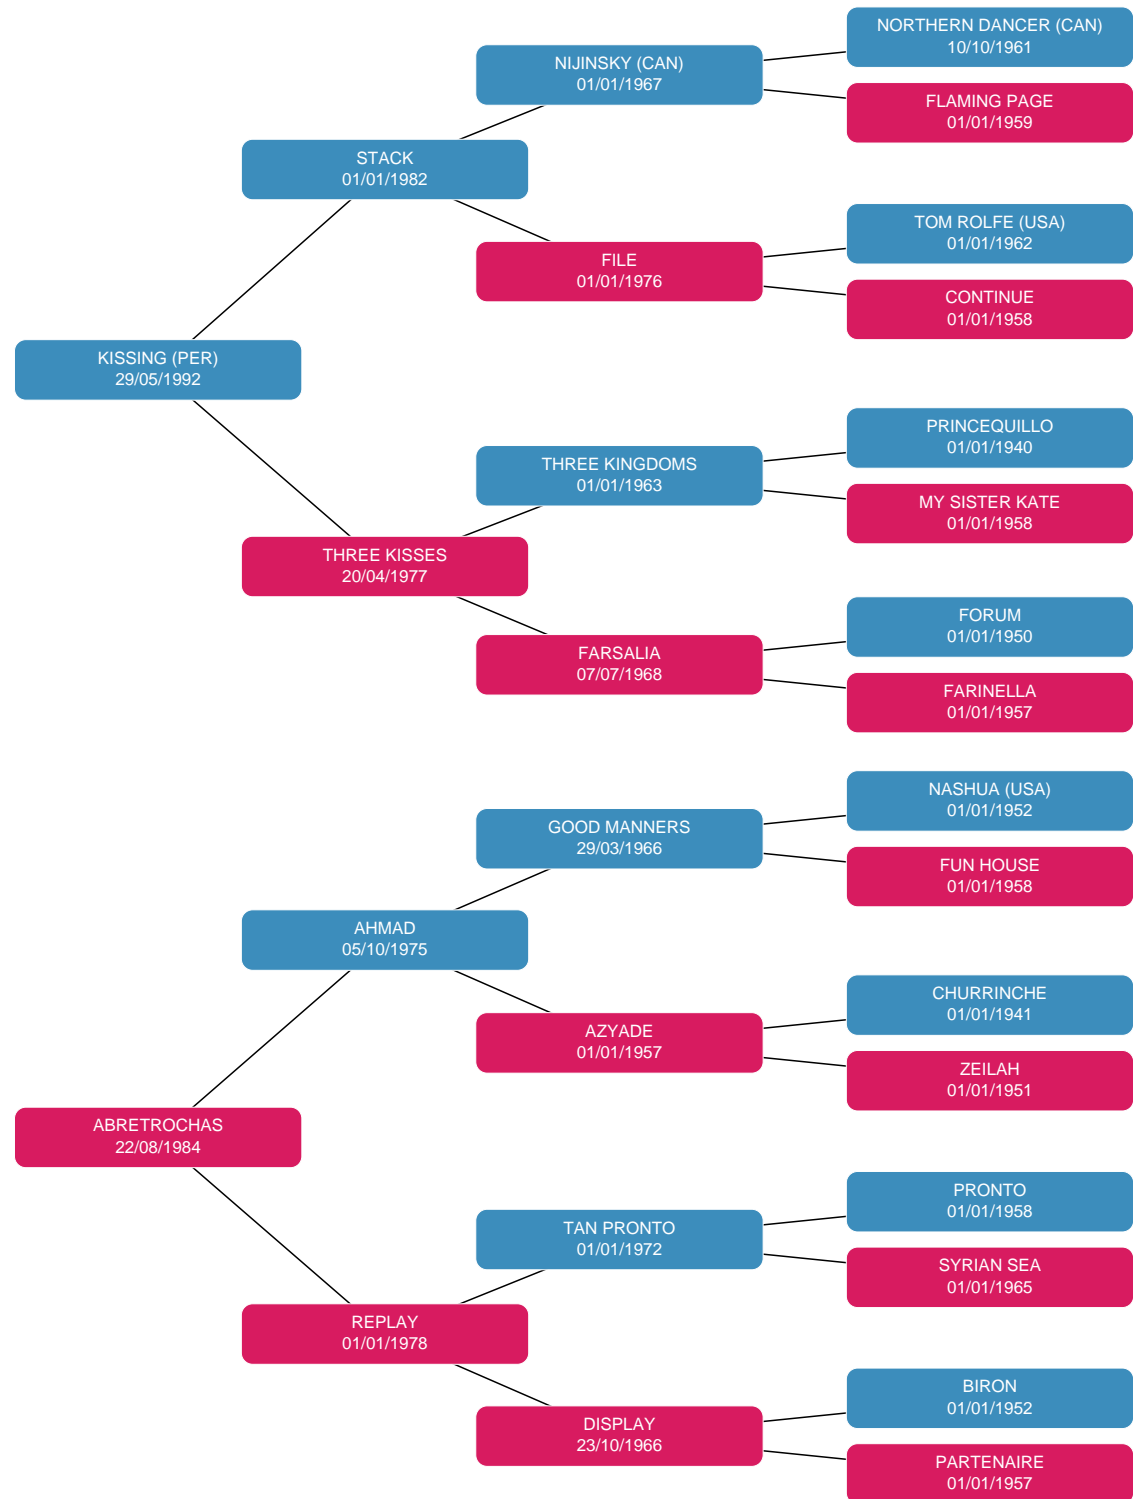 NORTHERN DANCER (CAN)
10/10/1961
NIJINSKY (CAN)
01/01/1967
FLAMING PAGE
01/01/1959
STACK
01/01/1982
TOM ROLFE (USA)
01/01/1962
FILE
01/01/1976
CONTINUE
01/01/1958
KISSING (PER)
29/05/1992
PRINCEQUILLO
01/01/1940
THREE KINGDOMS
01/01/1963
MY SISTER KATE
01/01/1958
THREE KISSES
20/04/1977
FORUM
01/01/1950
FARSALIA
07/07/1968
FARINELLA
01/01/1957
NASHUA (USA)
01/01/1952
GOOD MANNERS
29/03/1966
FUN HOUSE
01/01/1958
AHMAD
05/10/1975
CHURRINCHE
01/01/1941
AZYADE
01/01/1957
ZEILAH
01/01/1951
ABRETROCHAS
22/08/1984
PRONTO
01/01/1958
TAN PRONTO
01/01/1972
SYRIAN SEA
01/01/1965
REPLAY
01/01/1978
BIRON
01/01/1952
DISPLAY
23/10/1966
PARTENAIRE
01/01/1957